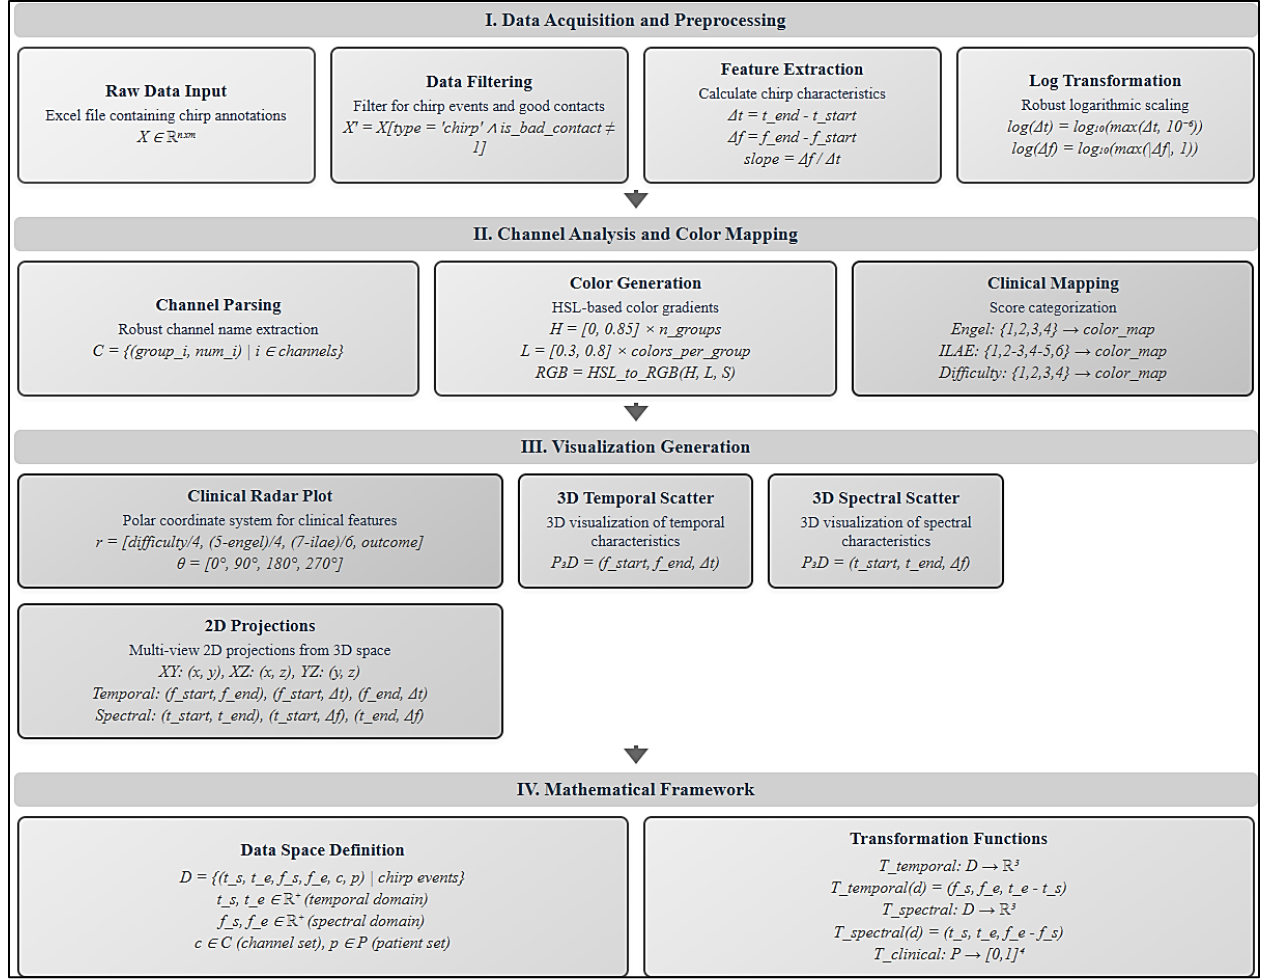 I. Data Acquisition and Preprocessing
Raw Data Input
Excel file containing chirp annotations
X ∈ ℝⁿˣᵐ
Data Filtering
Filter for chirp events and good contacts
X' = X[type = 'chirp' ∧ is_bad_contact ≠
1]
Feature Extraction
Calculate chirp characteristics
Δt = t_end - t_start
Δf = f_end - f_start
slope = Δf / Δt
Log Transformation
Robust logarithmic scaling
log(Δt) = log₁₀(max(Δt, 10⁻⁶))
log(Δf) = log₁₀(max(|Δf|, 1))
II. Channel Analysis and Color Mapping
Channel Parsing
Robust channel name extraction
C = {(group_i, num_i) | i ∈ channels}
Color Generation
HSL-based color gradients
H = [0, 0.85] × n_groups
L = [0.3, 0.8] × colors_per_group
RGB = HSL_to_RGB(H, L, S)
Clinical Mapping
Score categorization
Engel: {1,2,3,4} → color_map
ILAE: {1,2-3,4-5,6} → color_map
Difficulty: {1,2,3,4} → color_map
III. Visualization Generation
Clinical Radar Plot
Polar coordinate system for clinical features
r = [difficulty/4, (5-engel)/4, (7-ilae)/6, outcome]
θ = [0°, 90°, 180°, 270°]
3D Temporal Scatter
3D visualization of temporal
characteristics
P₃D = (f_start, f_end, Δt)
3D Spectral Scatter
3D visualization of spectral
characteristics
P₃D = (t_start, t_end, Δf)
2D Projections
Multi-view 2D projections from 3D space
XY: (x, y), XZ: (x, z), YZ: (y, z)
Temporal: (f_start, f_end), (f_start, Δt), (f_end, Δt)
Spectral: (t_start, t_end), (t_start, Δf), (t_end, Δf)
IV. Mathematical Framework
Data Space Definition
D = {(t_s, t_e, f_s, f_e, c, p) | chirp events}
t_s, t_e ∈ ℝ⁺ (temporal domain)
f_s, f_e ∈ ℝ⁺ (spectral domain)
c ∈ C (channel set), p ∈ P (patient set)
Transformation Functions
T_temporal: D → ℝ³
T_temporal(d) = (f_s, f_e, t_e - t_s)
T_spectral: D → ℝ³
T_spectral(d) = (t_s, t_e, f_e - f_s)
T_clinical: P → [0,1]⁴